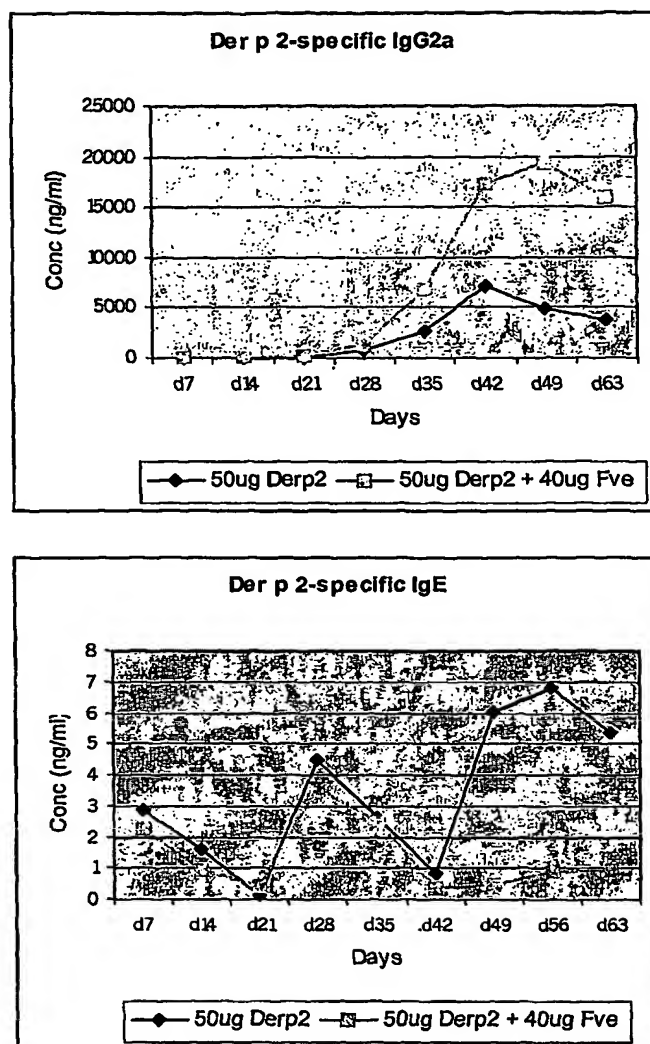 Der p 2-specific IgG2a
25000
20000
15000
10000
5000
0
Conc (ng/ml)
d7 d14 d21 d28 d35 d42 d49 d63
Days
50ug Derp2 50ug Derp2 + 40ug Fve
Der p 2-specific IgE
8
7
6
5
4
3
2
1
0
Conc (ng/ml)
d7 d14 d21 d28 d35 .d42 d49 d56 d63
Days
50ug Derp2 50ug Derp2 + 40ug Fve